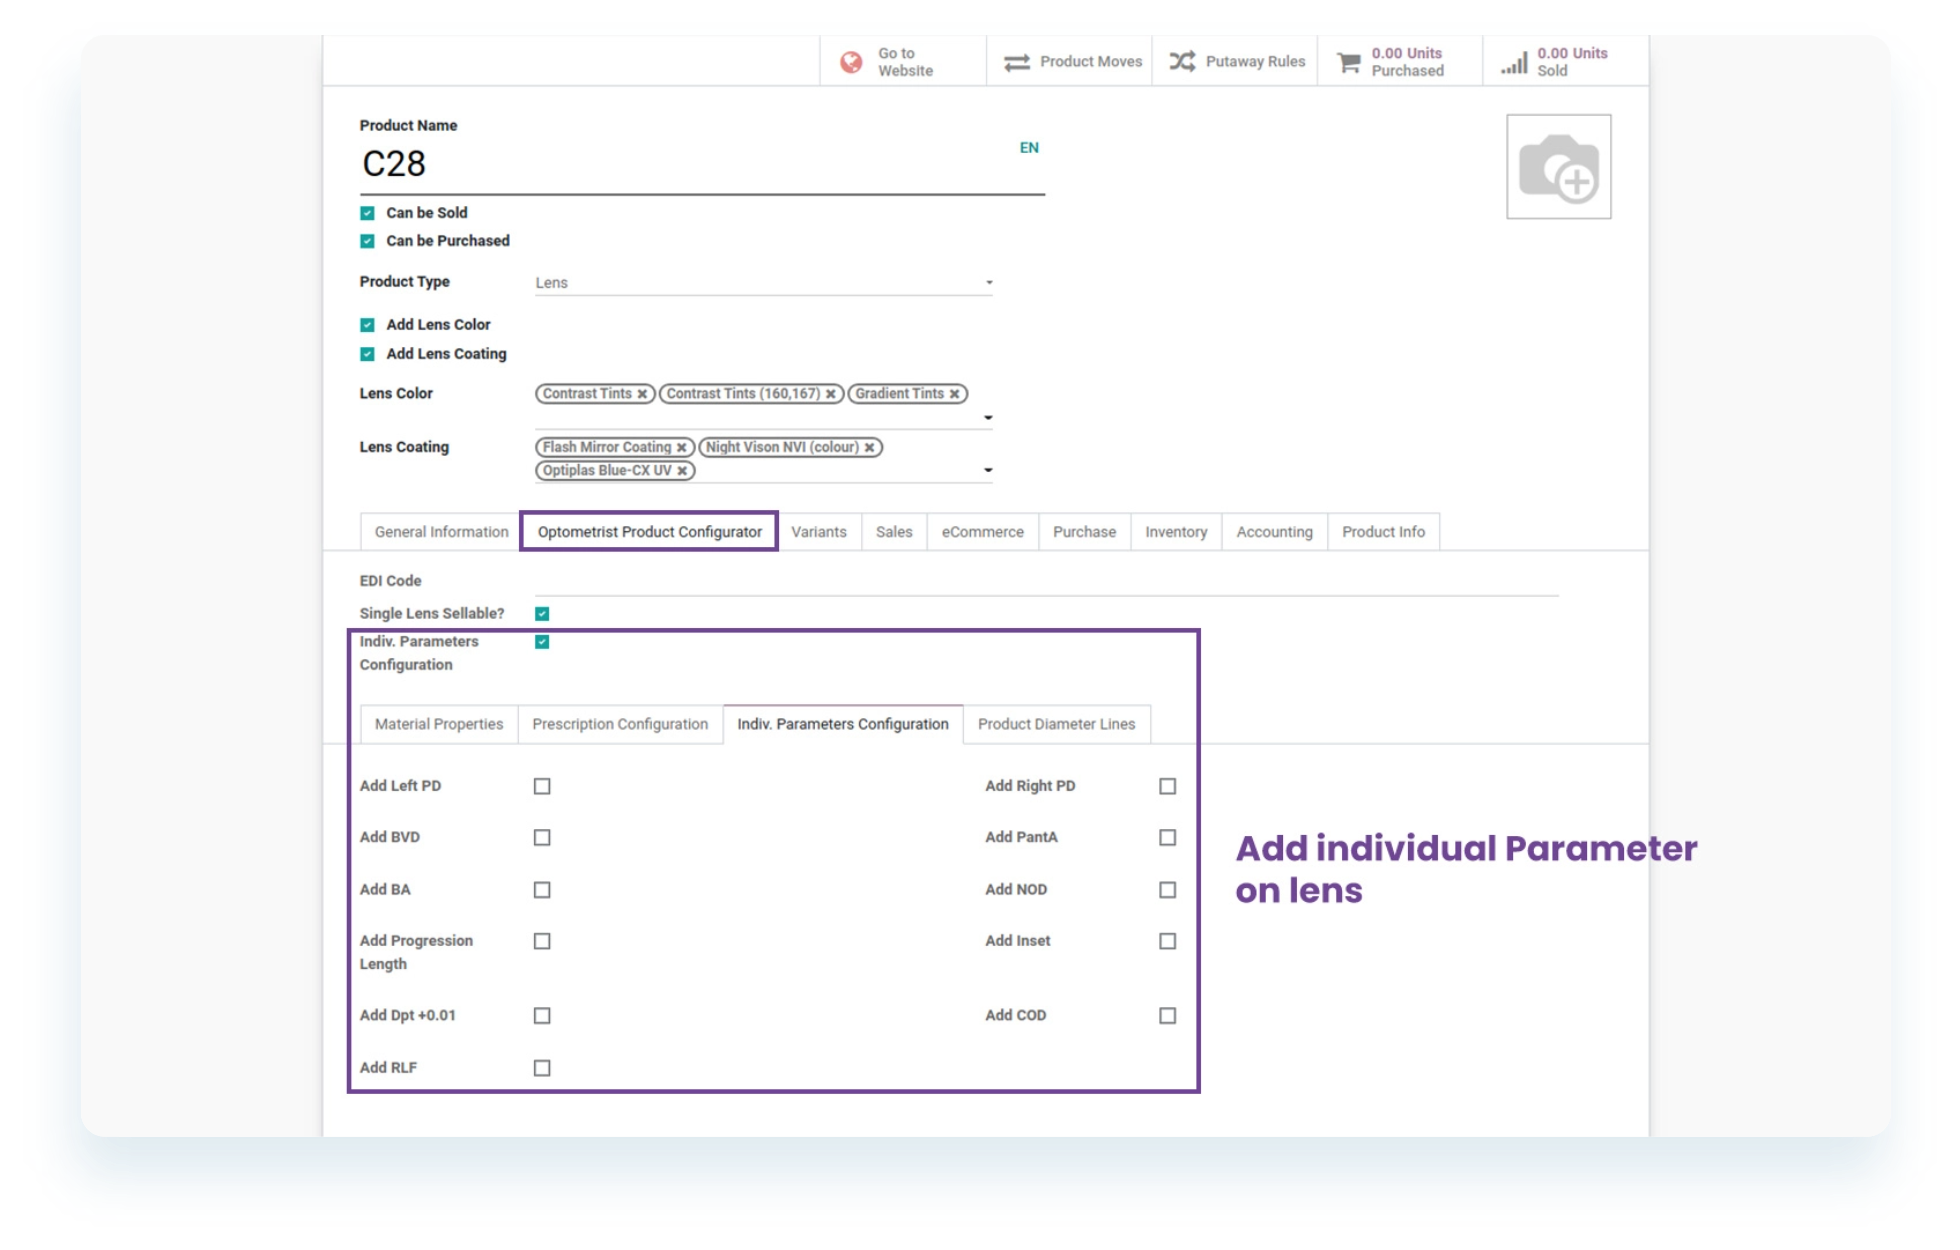 Go to
Website
Product Moves
Putaway Rules
0.00 Units
Purchased
0.00 Units
Sold
Product Name
C28
EN
Can be Sold
Can be Purchased
Product Type Lens
Add Lens Color
Add Lens Coating
Lens Color Contrast Tints Contrast Tints (160,167) Gradient Tints
Lens Coating Flash Mirror Coating Night Vison NVI (colour)
Optiplas Blue-CX UV
General Information Optometrist Product Configurator Variants Sales eCommerce Purchase Inventory Accounting Product Info
EDI Code
Single Lens Sellable?
Indiv. Parameters
Configuration
Material Properties Prescription Configuration Indiv. Parameters Configuration Product Diameter Lines
Add Left PD Add Right PD
Add BVD Add PantA
Add BA Add NOD
Add Progression
Length
Add Inset
Add Dpt +0.01 Add COD
Add RLF
Add individual Parameter
on lens